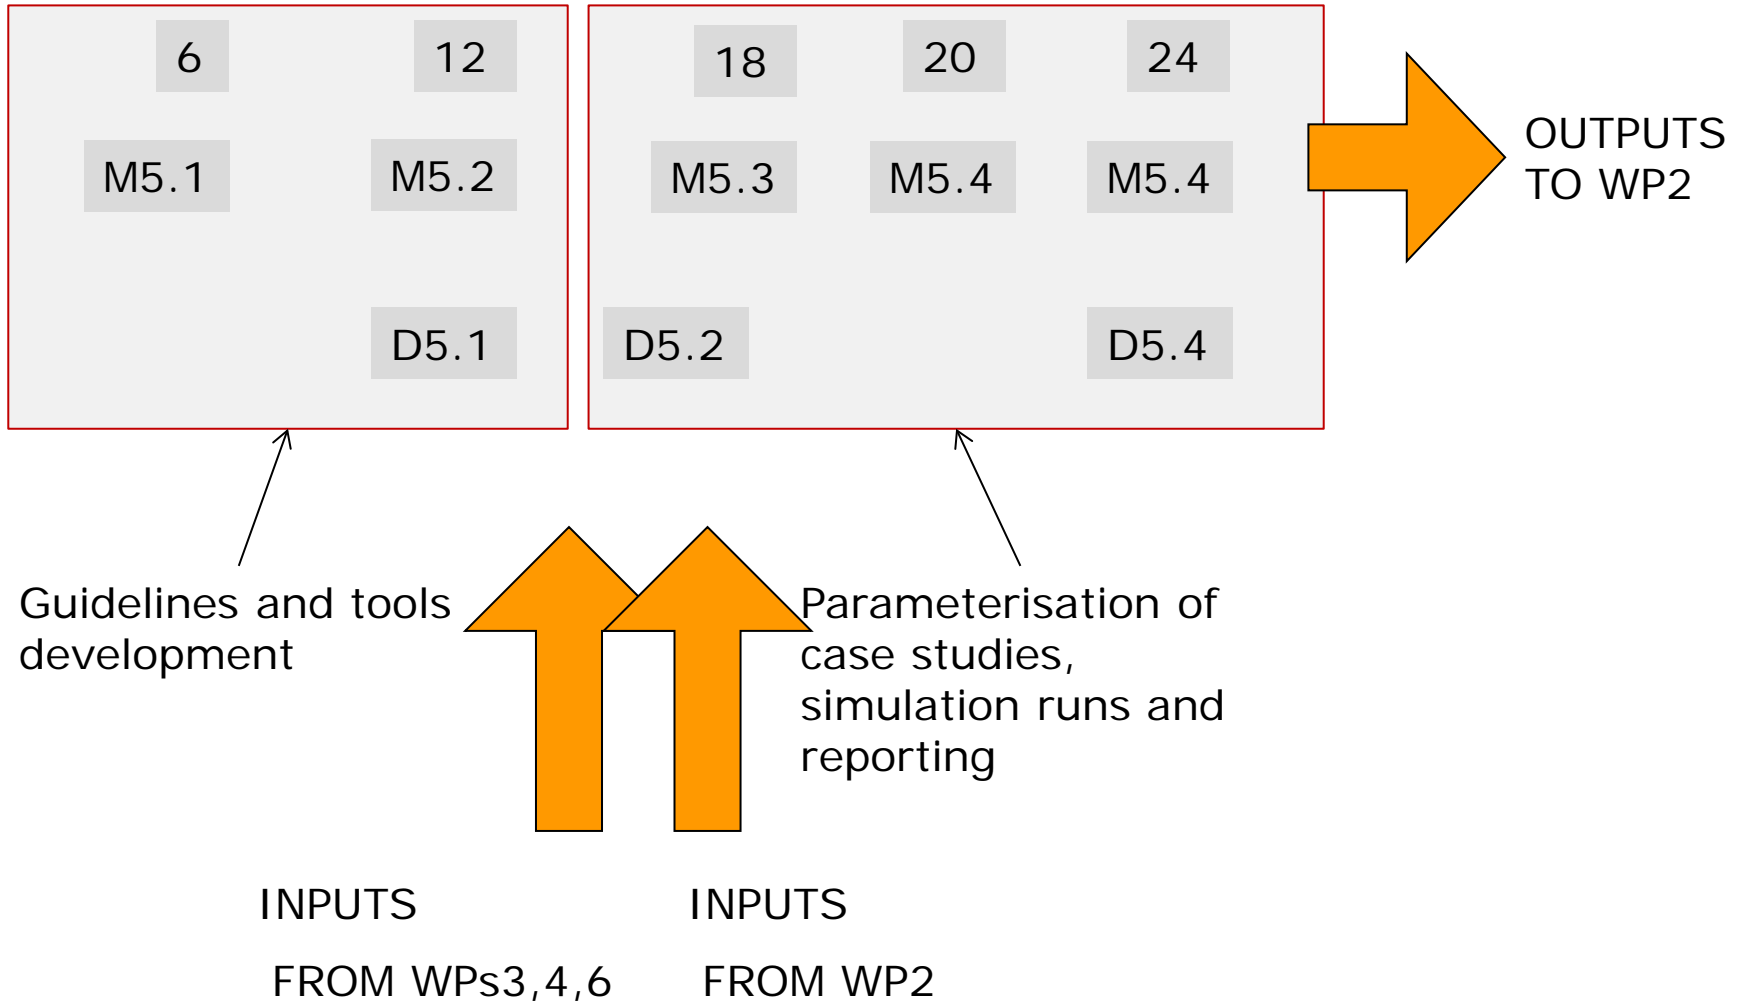 6
12
18
20
24
M5.1
M5.2
M5.3
M5.4
M5.4
OUTPUTS
TO WP2
D5.1
D5.2
D5.4
Guidelines and tools
development
Parameterisation of
case studies,
simulation runs and
reporting
INPUTS
FROM WPs3,4,6
INPUTS
FROM WP2